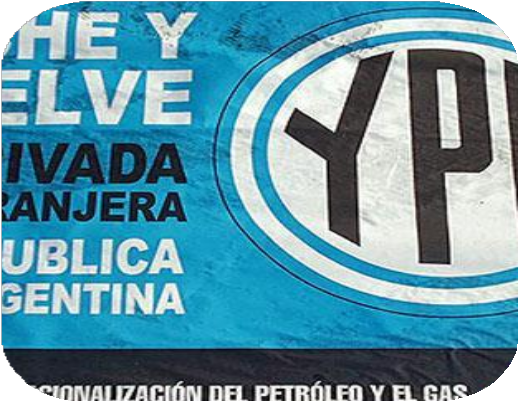 HE Y
ELVE
IVADA
RANJERA
UBLICA
GENTINA
YP
CIONALIZACIÓN DEL PETRÓLEO Y EL GAS